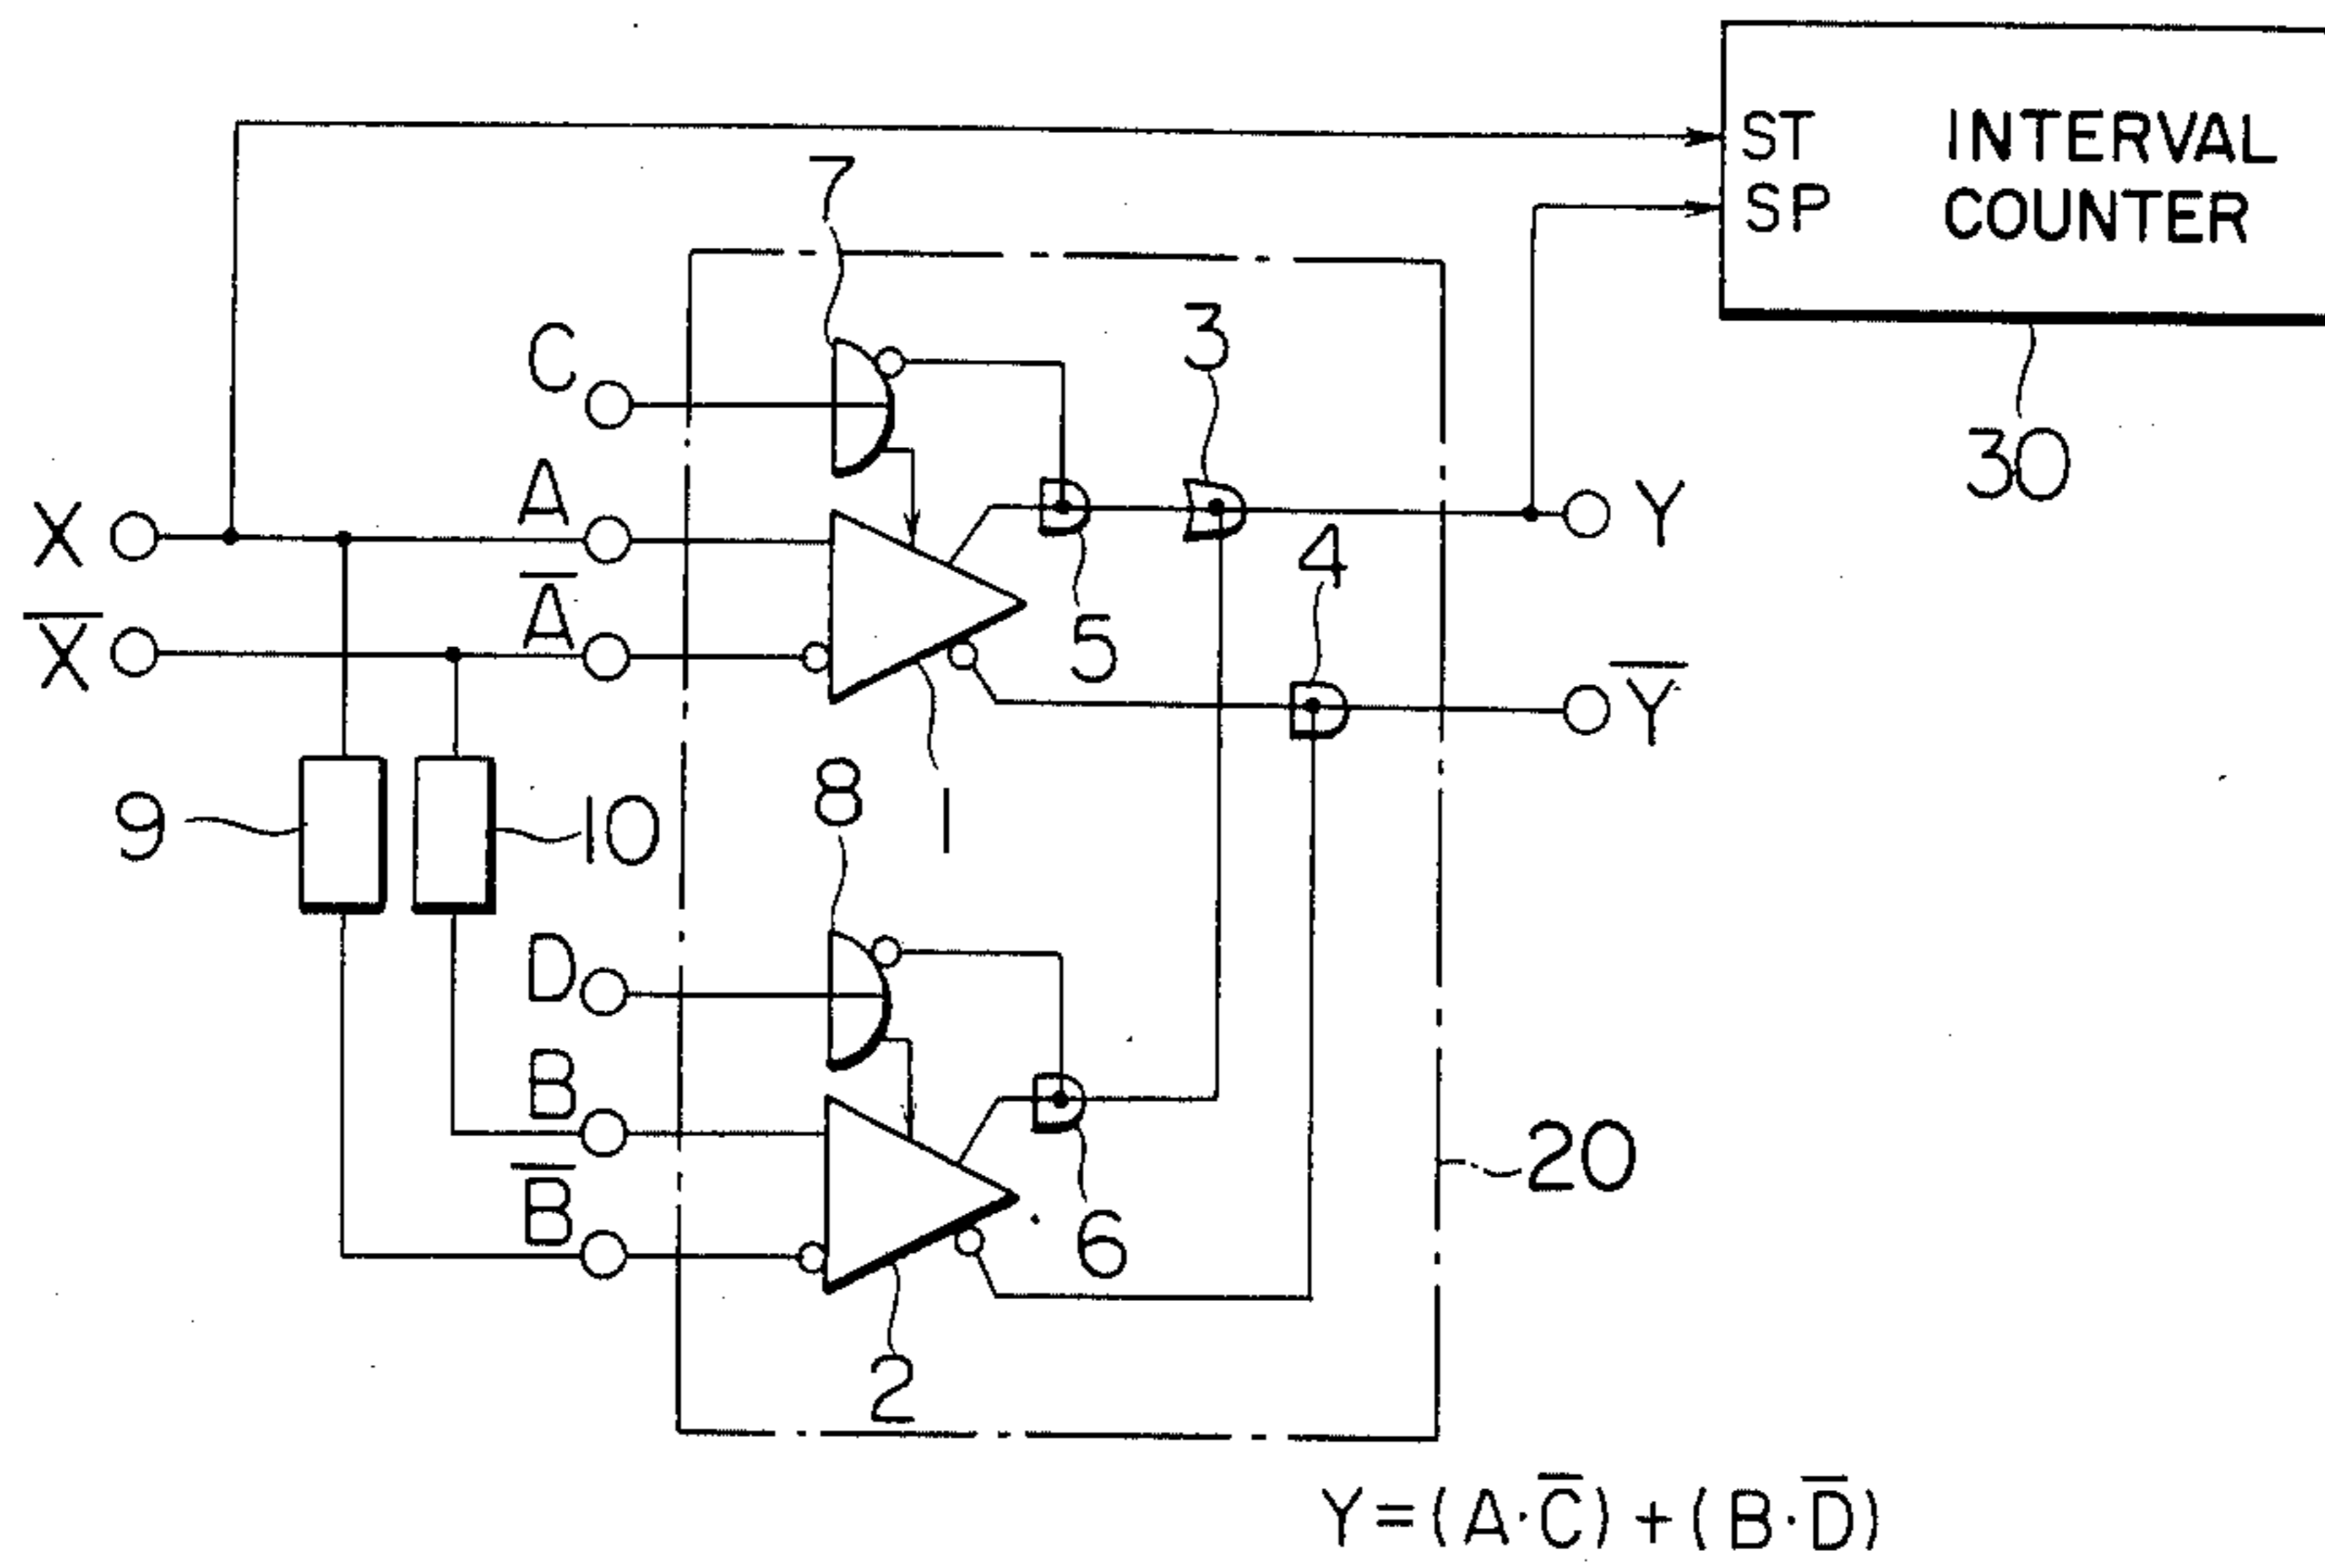 ST INTERVAL
SP COUNTER
7
C
3
30
A
X
Y
4
A̅
X̅
5
Y̅
8
1
9
10
D
B
20
B̅
6
2
Y=(A·C̅)+(B·D̅)